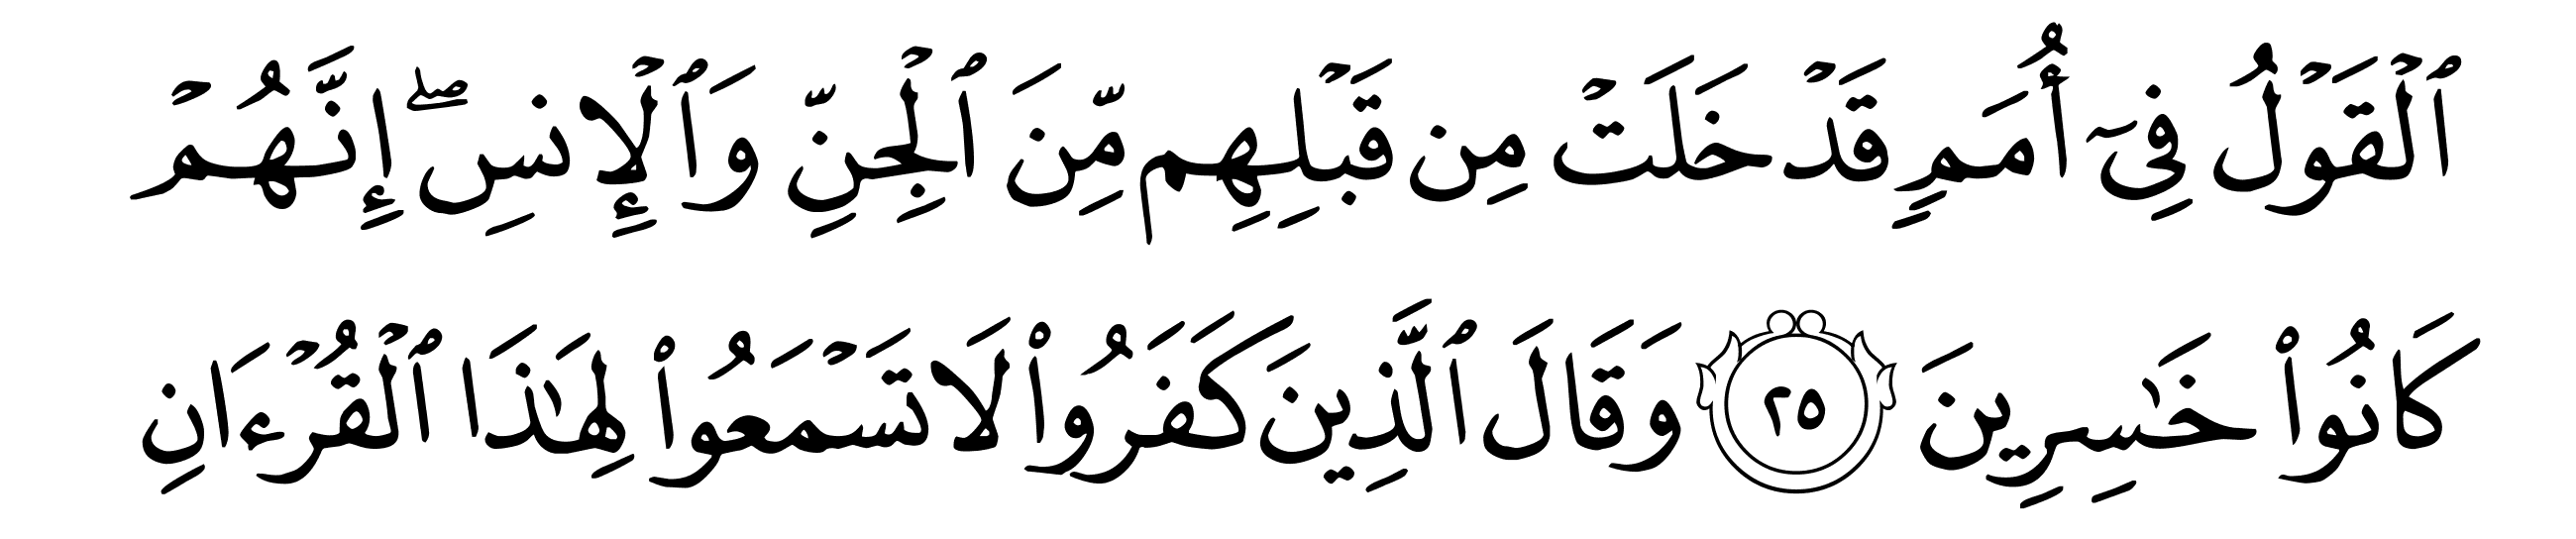 ٱلۡقَوۡلُ فِيٓ أُمَمٖ قَدۡ خَلَتۡ مِن قَبۡلِهِم مِّنَ ٱلۡجِنِّ وَٱلۡإِنسِۖ إِنَّهُمۡ
كَانُواْ خَٰسِرِينَ ٢٥ وَقَالَ ٱلَّذِينَ كَفَرُواْ لَا تَسۡمَعُواْ لِهَٰذَا ٱلۡقُرۡءَانِ